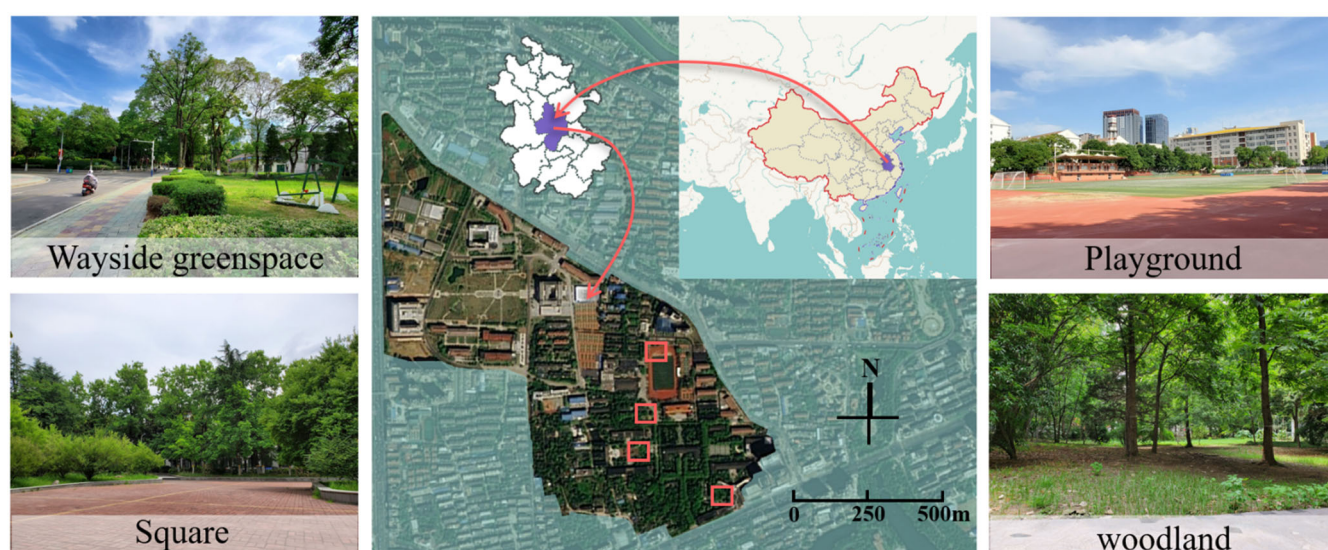 Wayside greenspace
Playground
Square
woodland
N
0 250 500m